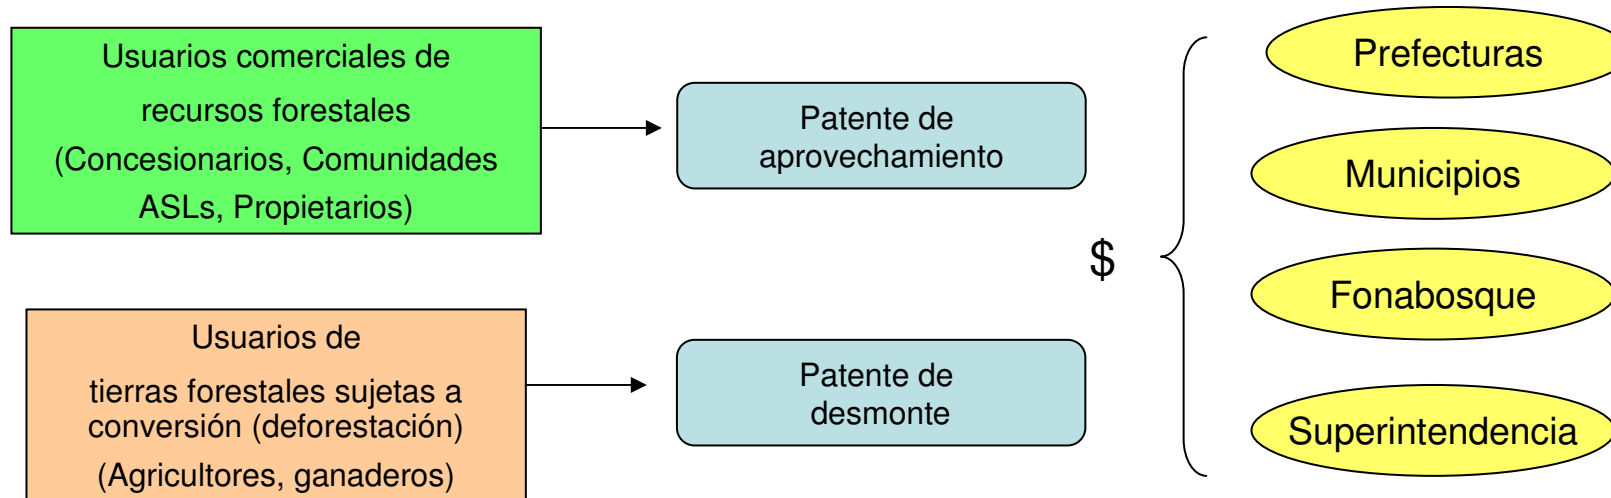 Usuarios comerciales de
recursos forestales
(Concesionarios, Comunidades
ASLs, Propietarios)
Patente de
aprovechamiento
Usuarios de
tierras forestales sujetas a
conversión (deforestación)
(Agricultores, ganaderos)
Patente de
desmonte
$
Prefecturas
Municipios
Fonabosque
Superintendencia